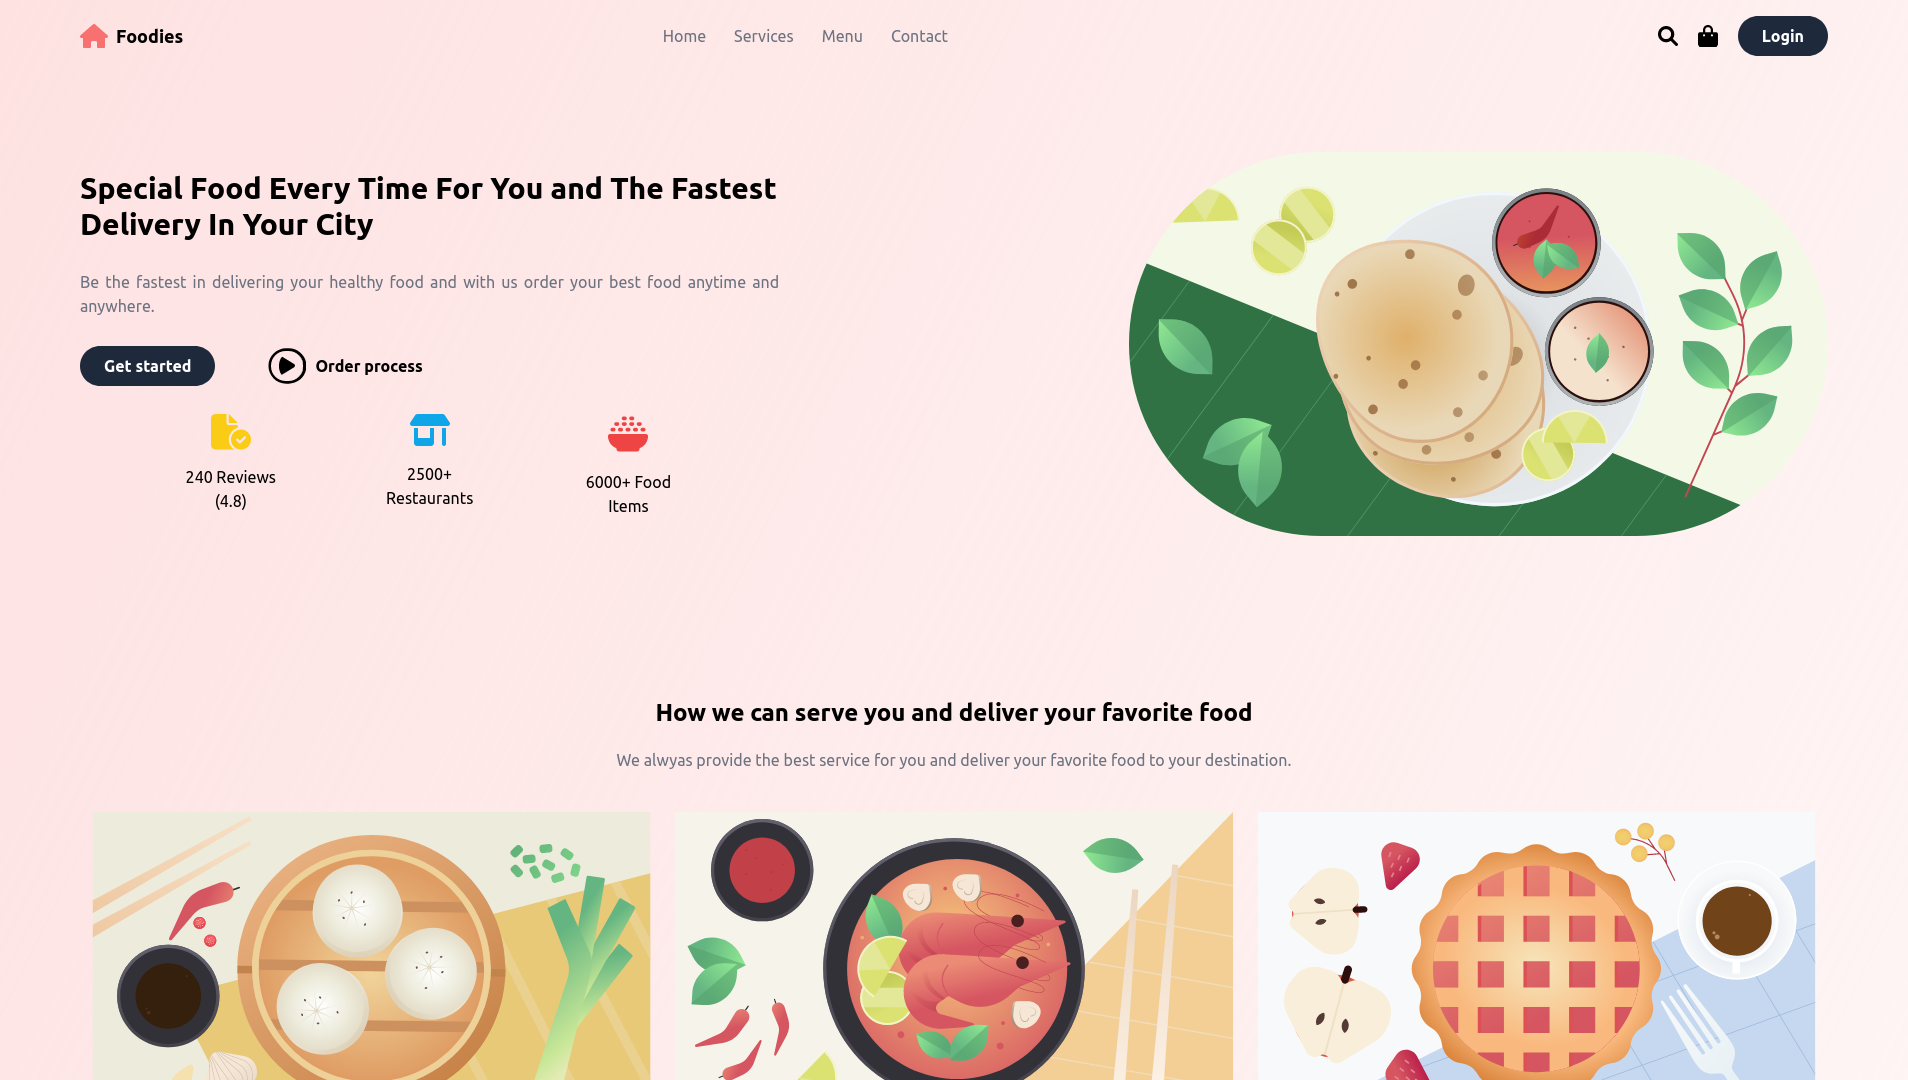 Foodies
Home
Services
Menu
Contact
Login
Special Food Every Time For You and The Fastest
Delivery In Your City
Be the fastest in delivering your healthy food and with us order your best food anytime and
anywhere.
Get started
Order process
240 Reviews
(4.8)
2500+
Restaurants
6000+ Food
Items
How we can serve you and deliver your favorite food
We alwyas provide the best service for you and deliver your favorite food to your destination.